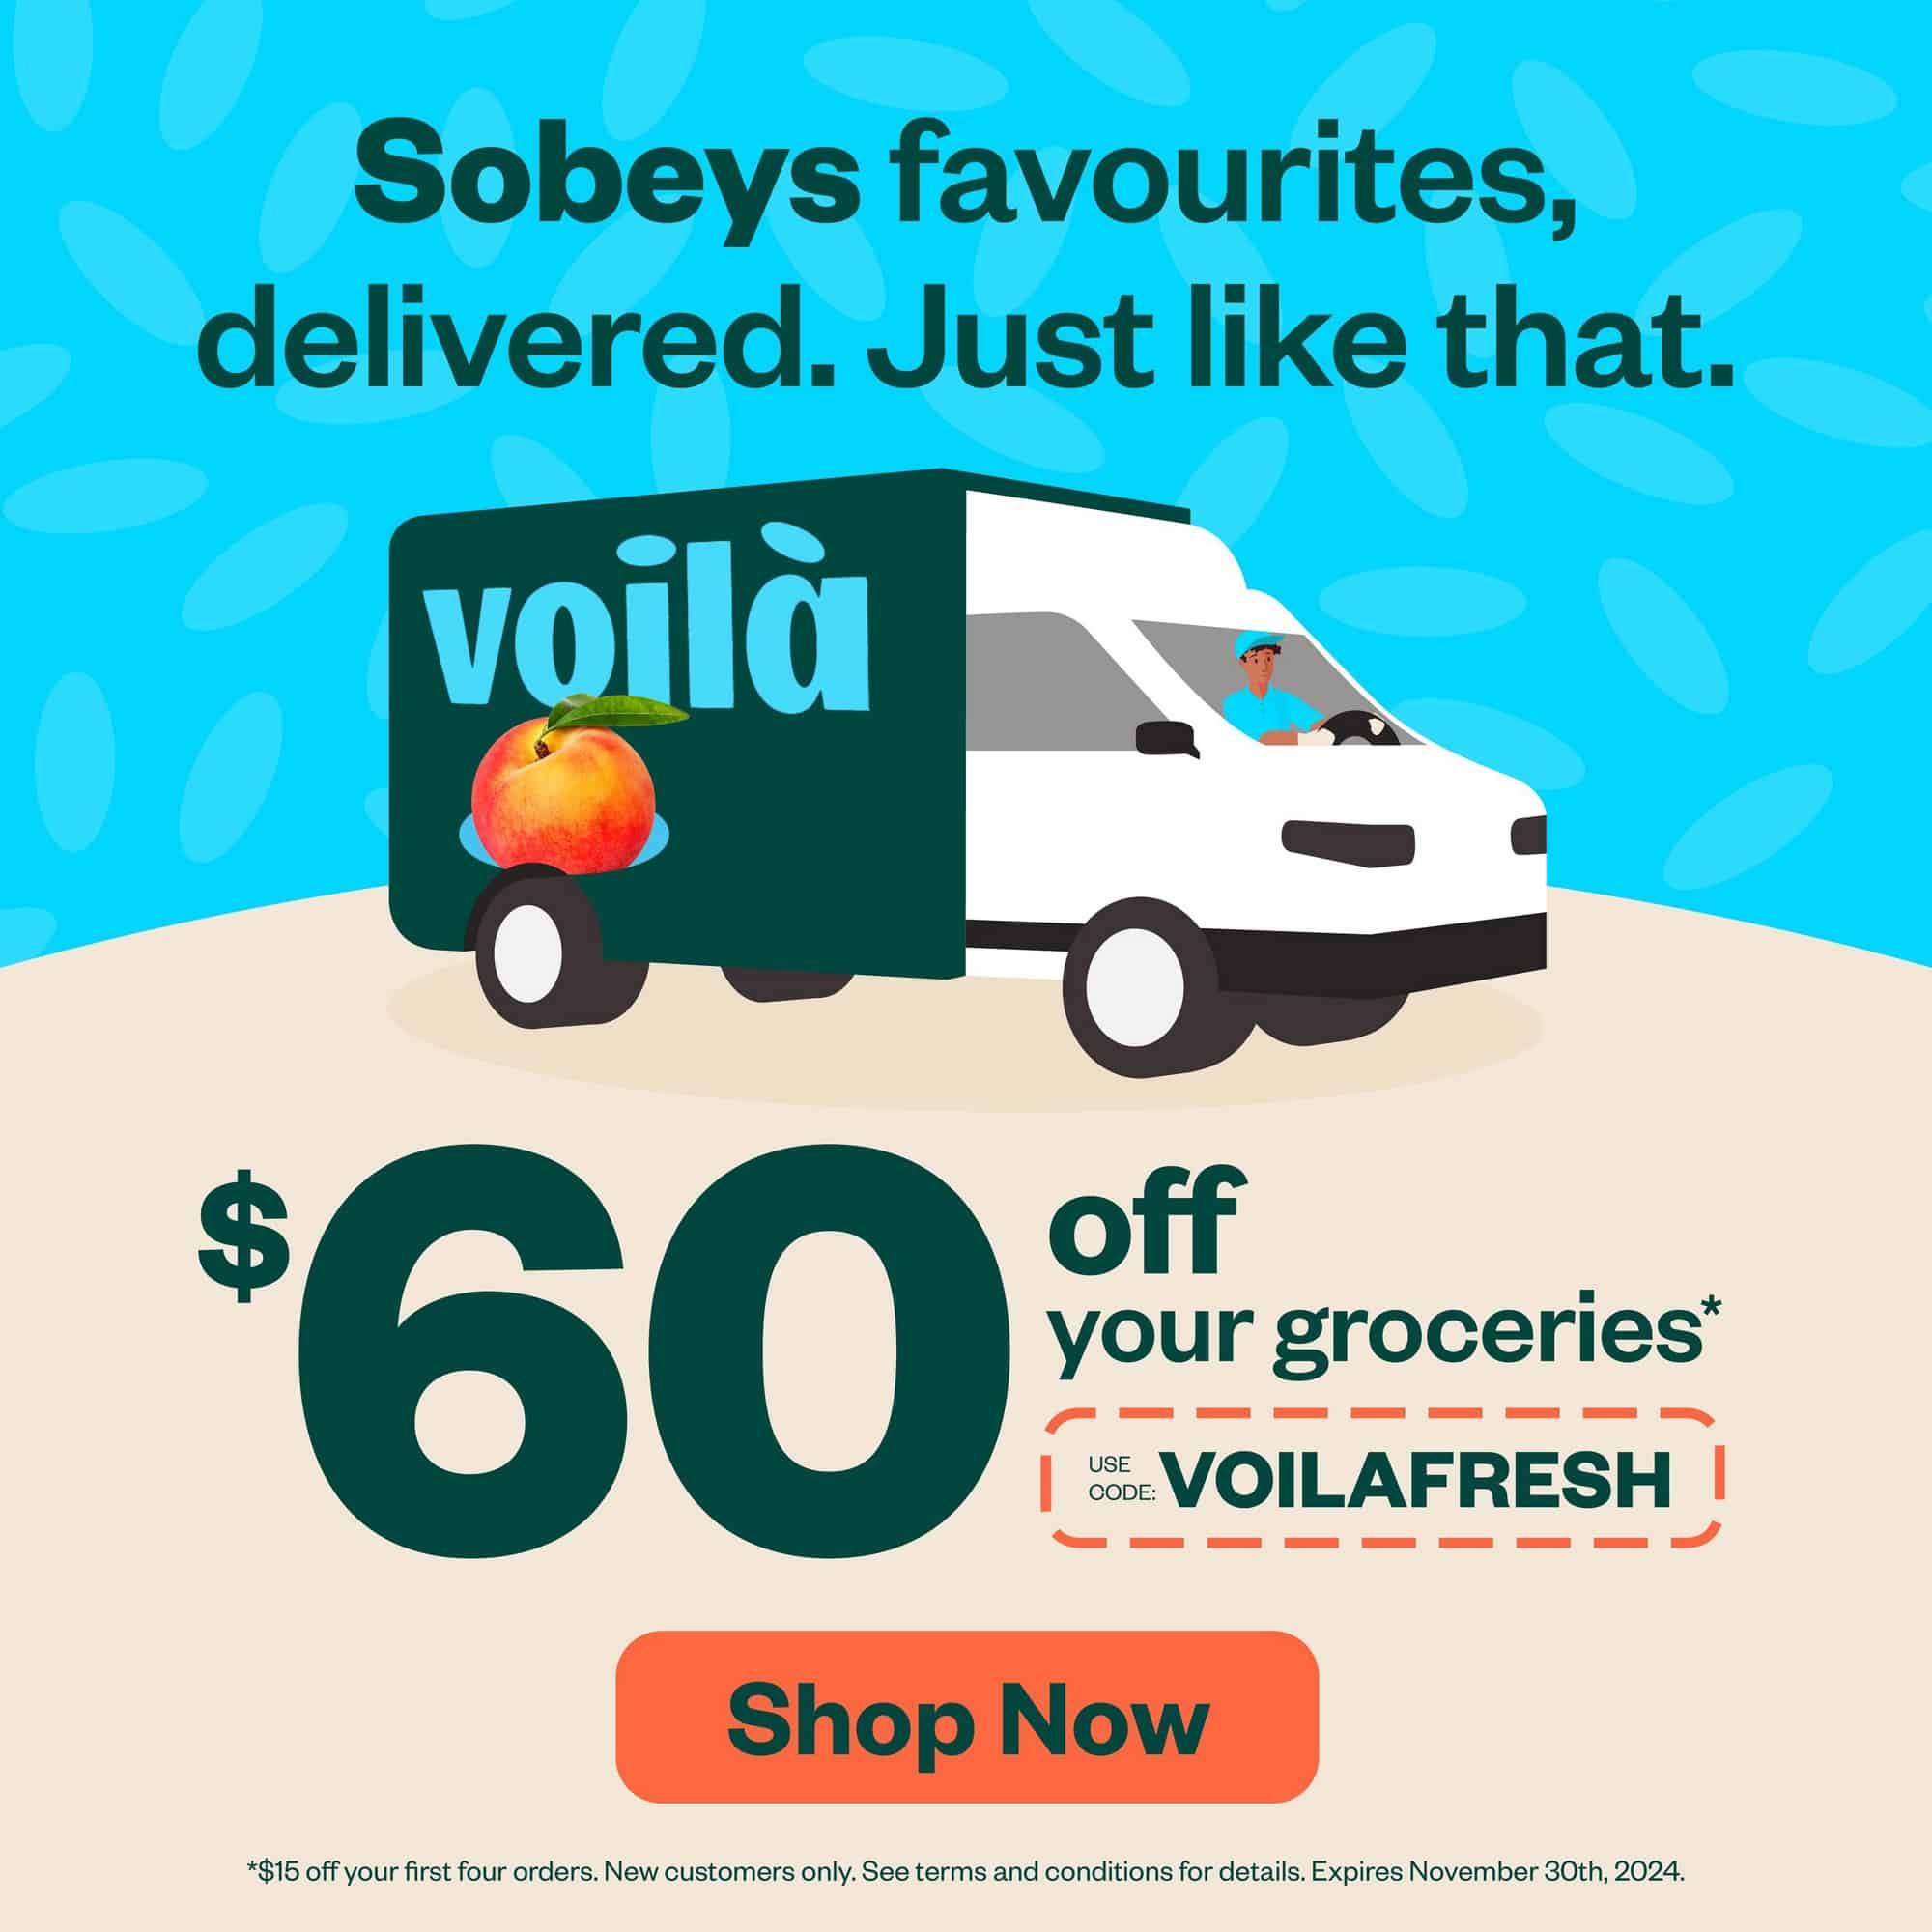 Sobeys favourites,
delivered. Just like that.
voilà
$60 off
your groceries*
USE CODE: VOILAFRESH
Shop Now
*$15 off your first four orders. New customers only. See terms and conditions for details. Expires November 30th, 2024.